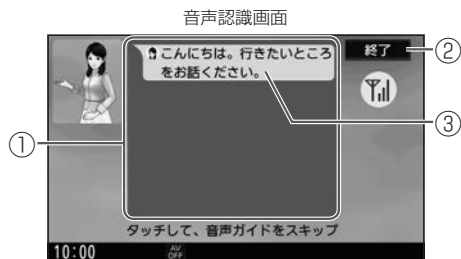 音声認識画面
こんにちは。行きたいところ
をお話ください。
終了
②
③
①
タッチして、音声ガイドをスキップ
10:00
AV
OFF